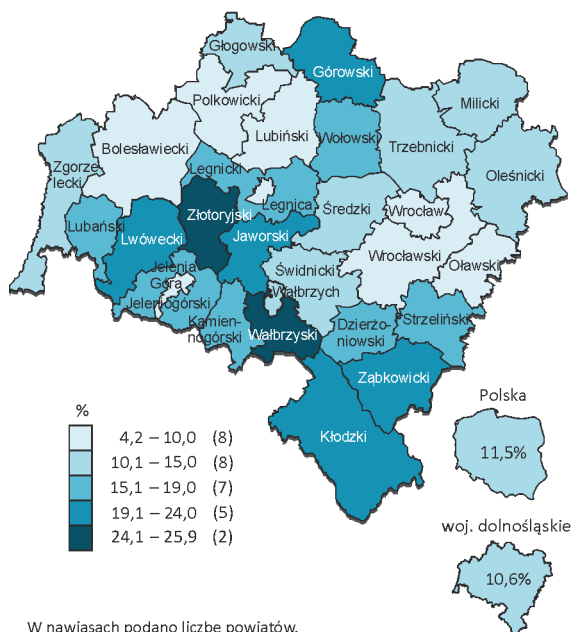 Głogowski
Górowski
Polkowicki
Milicki
Lubiński
Wołowski
Trzebnicki
Bolesławiecki
Zgorze
lecki
Legnicki
Oleśnicki
Legnica
Złotoryjski
Średzki
Wrocław
Lubański
Lwówecki
Jaworski
Wrocławski
Oławski
Jelenia
Góra
Świdnicki
Wałbrzych
Jeleniogórski
Kamien-
nogórski
Wałbrzyski
Dzierżo-
niowski
Strzeliński
Ząbkowicki
Kłodzki
Polska
11,5%
%
4,2 – 10,0 (8)
10,1 – 15,0 (8)
15,1 – 19,0 (7)
19,1 – 24,0 (5)
24,1 – 25,9 (2)
woj. dolnośląskie
10,6%
W nawiasach podano liczbę powiatów.